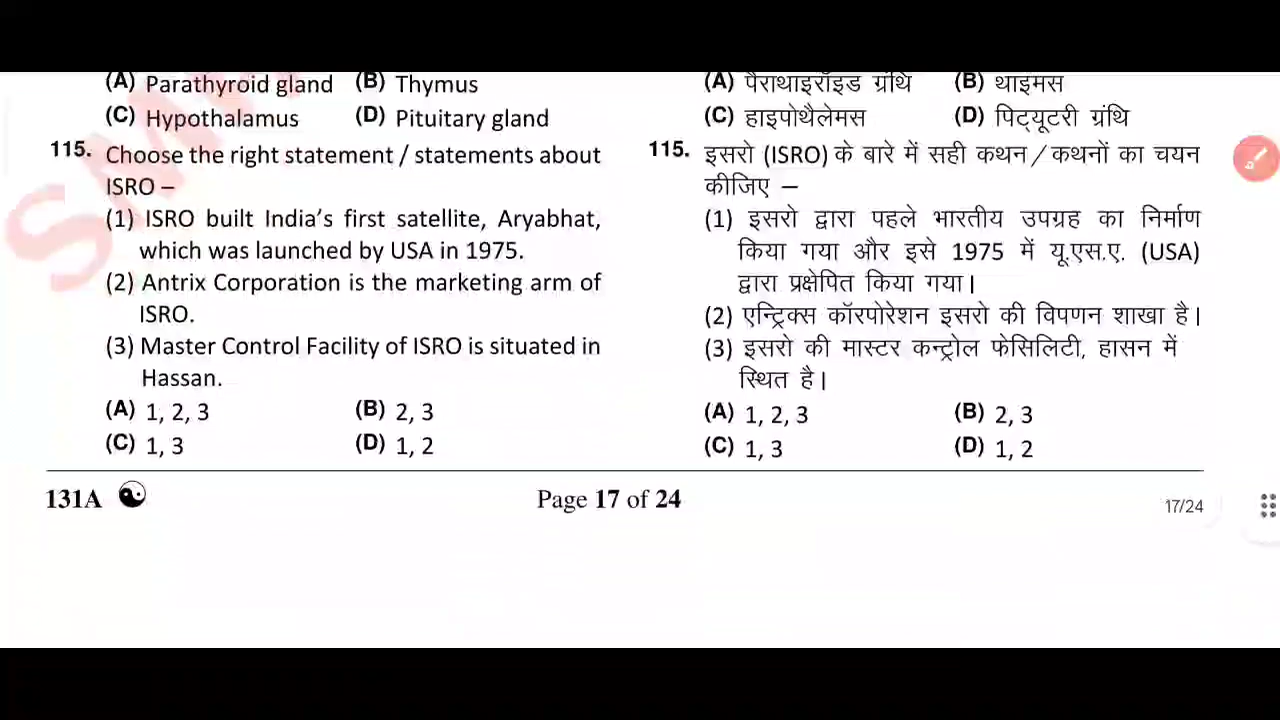 (A) Parathyroid gland (B) Thymus
(C) Hypothalamus (D) Pituitary gland
115. Choose the right statement / statements about
ISRO –
(1) ISRO built India's first satellite, Aryabhat,
which was launched by USA in 1975.
(2) Antrix Corporation is the marketing arm of
ISRO.
(3) Master Control Facility of ISRO is situated in
Hassan.
(A) 1, 2, 3 (B) 2, 3
(C) 1, 3 (D) 1, 2
(A) पैराथाइरॉइड ग्रंथि (B) थाइमस
(C) हाइपोथैलेमस (D) पिट्यूटरी ग्रंथि
115. इसरो (ISRO) के बारे में सही कथन / कथनों का चयन
कीजिए –
(1) इसरो द्वारा पहले भारतीय उपग्रह का निर्माण
किया गया और इसे 1975 में यू.एस.ए. (USA)
द्वारा प्रक्षेपित किया गया।
(2) एन्ट्रिक्स कॉरपोरेशन इसरो की विपणन शाखा है।
(3) इसरो की मास्टर कन्ट्रोल फेसिलिटी, हासन में
स्थित है।
(A) 1, 2, 3 (B) 2, 3
(C) 1, 3 (D) 1, 2
131A Page 17 of 24 17/24